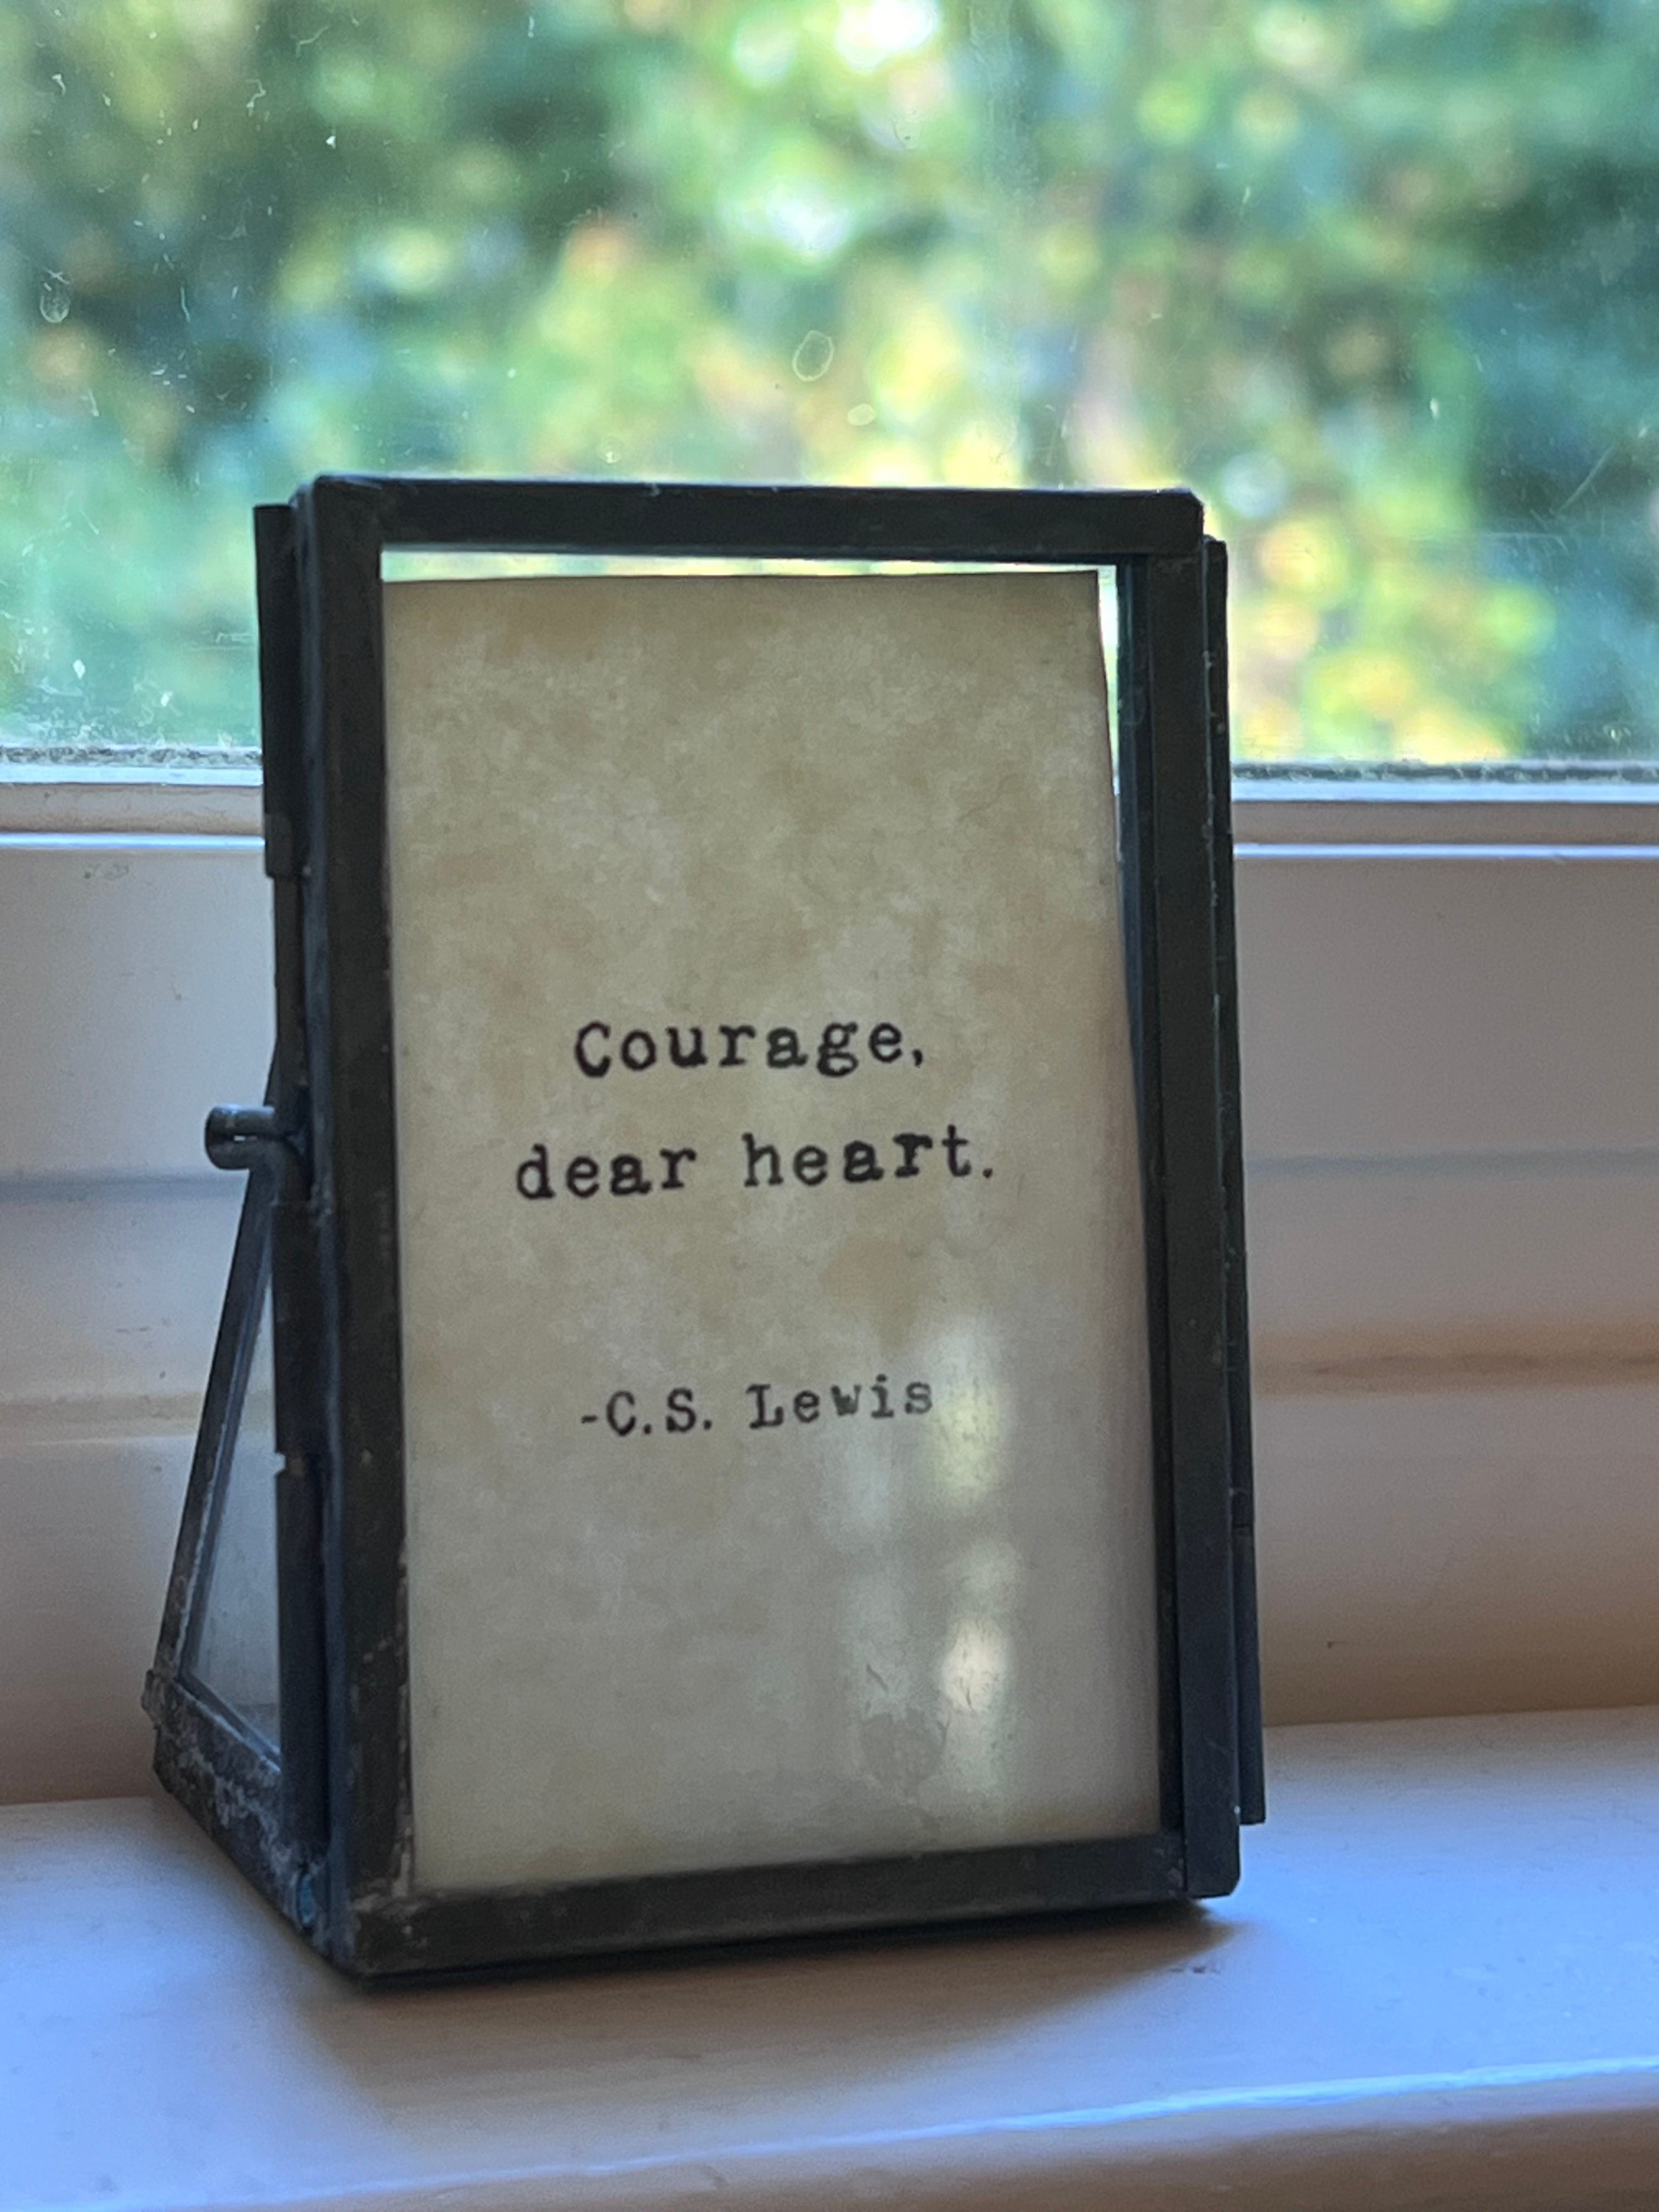 Courage,
dear heart.
-C.S. Lewis